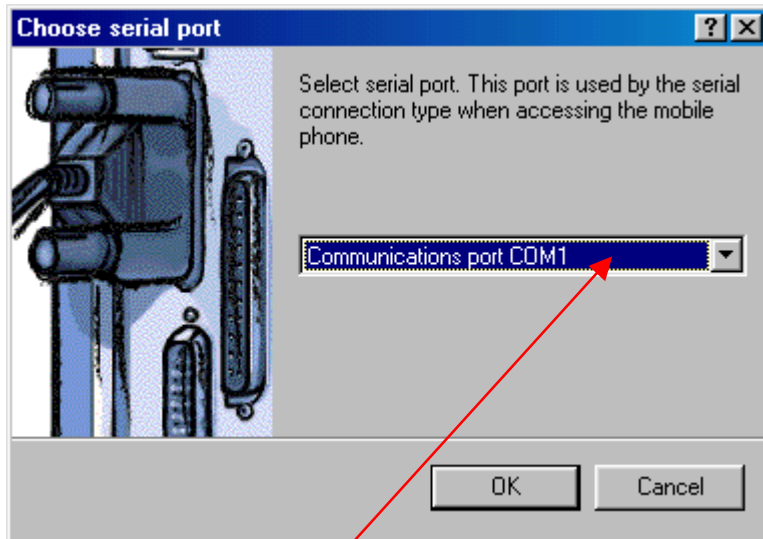 Choose serial port
Select serial port. This port is used by the serial
connection type when accessing the mobile
phone.
Communications port COM1
OK
Cancel